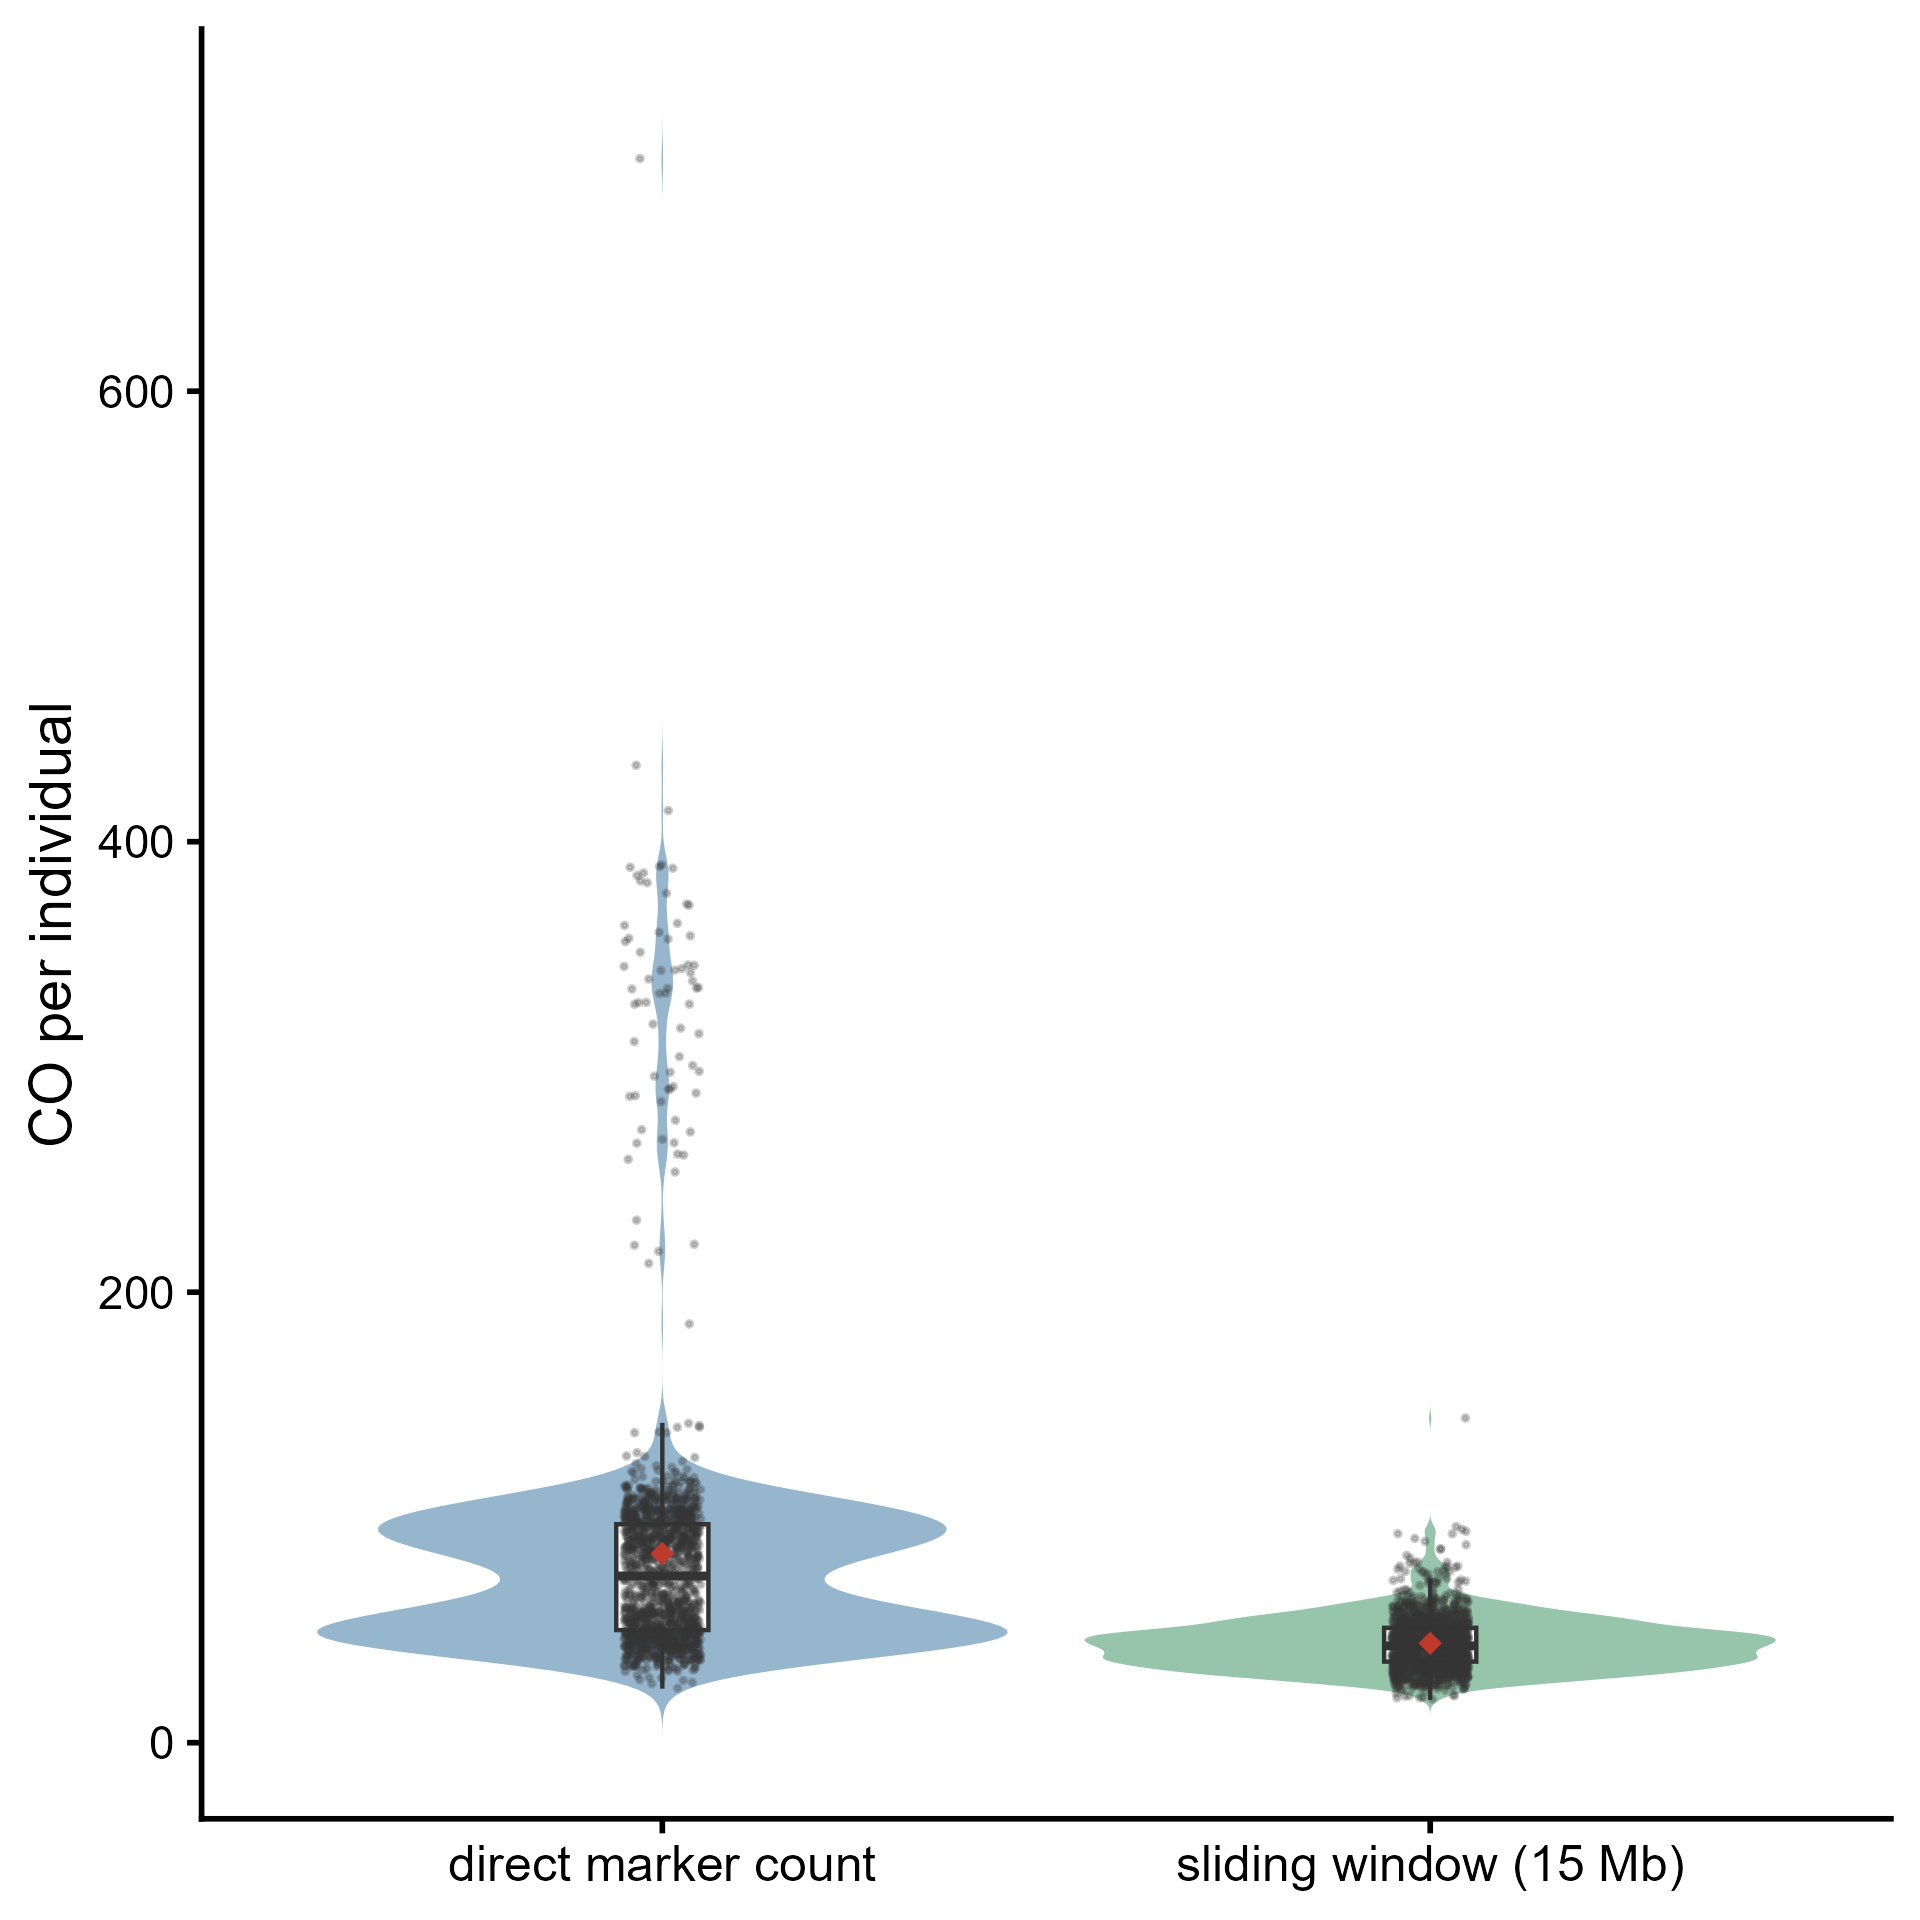 CO per individual
600
400
200
0
direct marker count
sliding window (15 Mb)